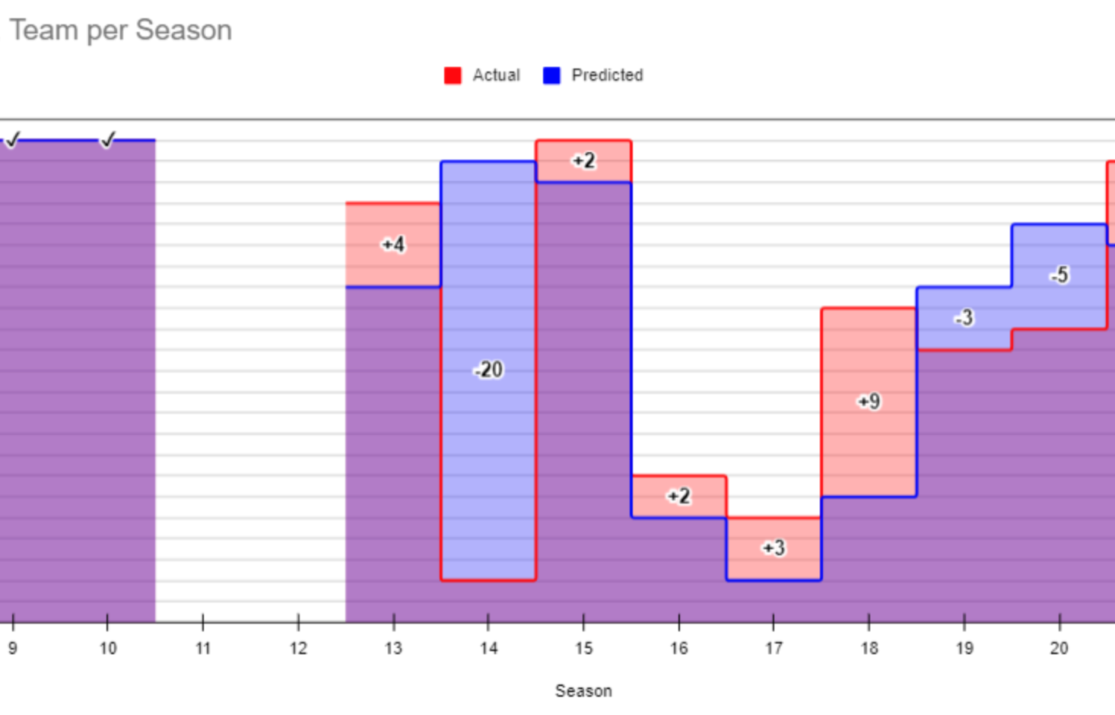 Team per Season
Actual Predicted
✓ ✓
+2
+4
-5
-3
-20
+9
+2
+3
9 10 11 12 13 14 15 16 17 18 19 20
Season